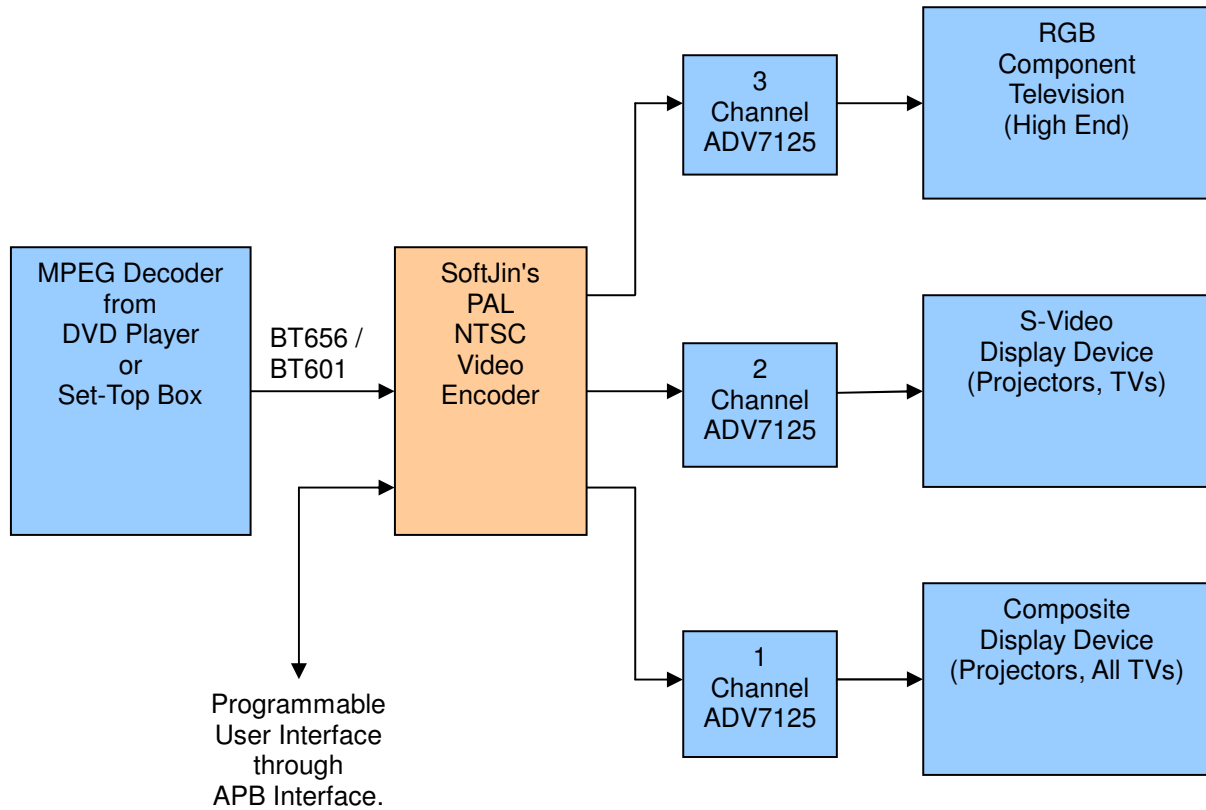 MPEG Decoder
from
DVD Player
or
Set-Top Box
BT656 /
BT601
SoftJin's
PAL
NTSC
Video
Encoder
Programmable
User Interface
through
APB Interface.
3
Channel
ADV7125
RGB
Component
Television
(High End)
2
Channel
ADV7125
S-Video
Display Device
(Projectors, TVs)
1
Channel
ADV7125
Composite
Display Device
(Projectors, All TVs)